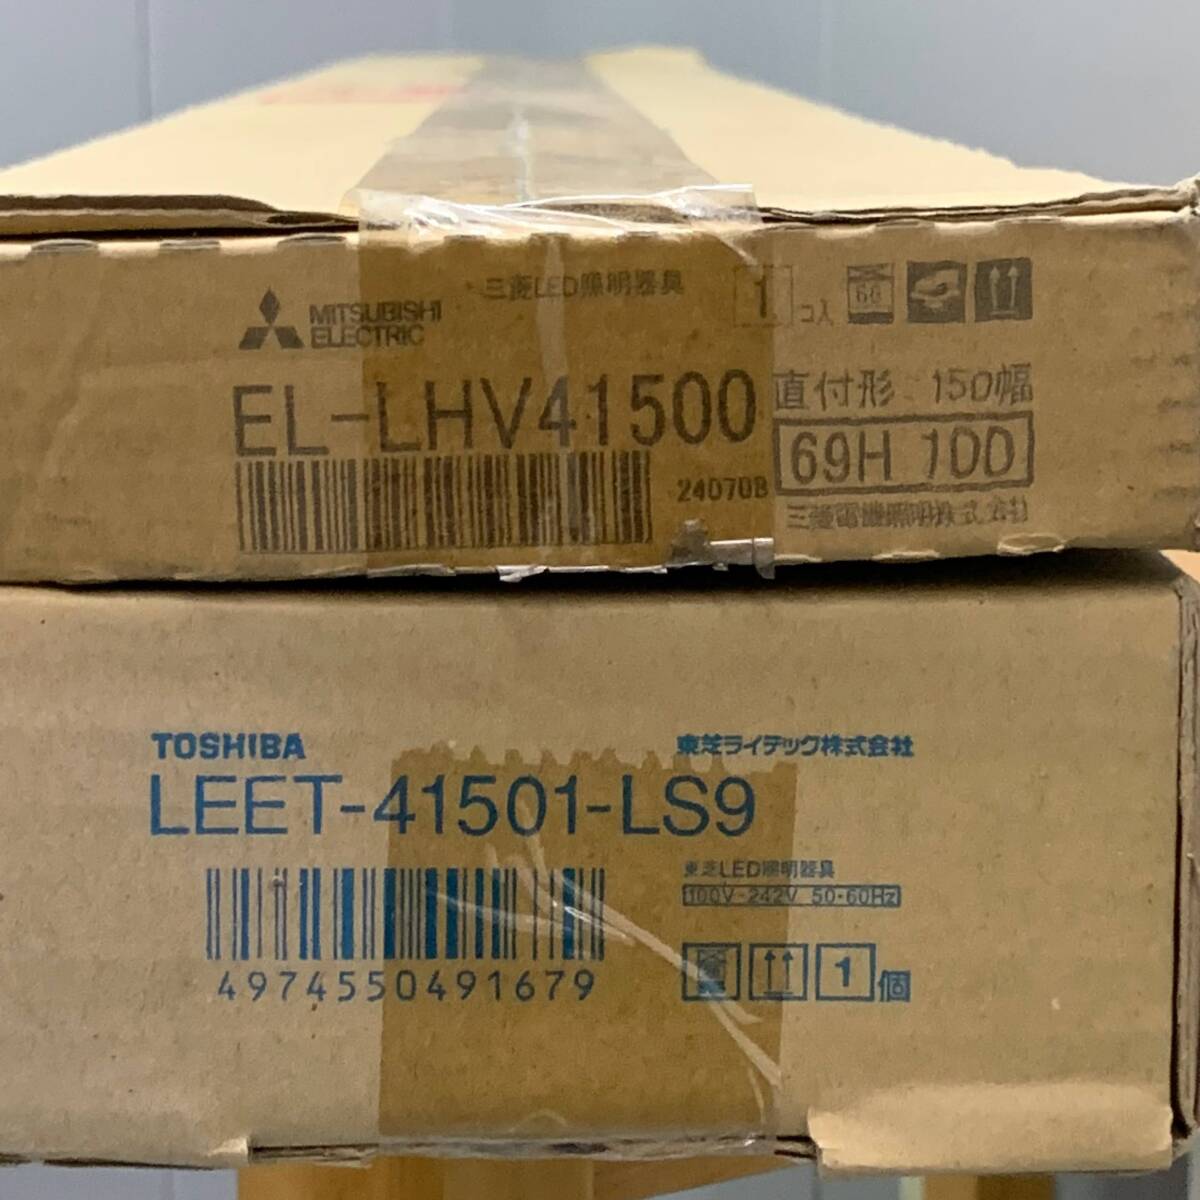 三菱LED照明器具
1コ入
MITSUBISHI
ELECTRIC
EL-LHV41500
直付形 150幅
69H 100
24070B
三菱電機照明株式会社
TOSHIBA
東芝ライテック株式会社
LEET-41501-LS9
東芝LED照明器具
100V-242V 50・60Hz
4974550491679
1個